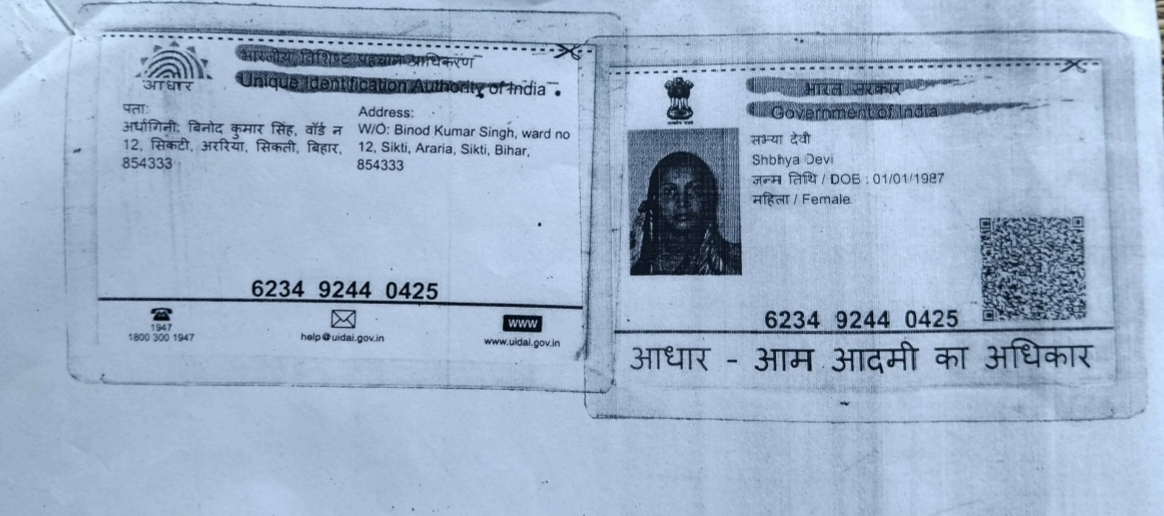 आधार
भारतीय विशिष्ट पहचान प्राधिकरण
Unique Identification Authority of India
पता:
अर्धांगिनी: बिनोद कुमार सिंह, वॉर्ड न
12, सिकटी, अररिया, सिकती, बिहार,
854333
Address:
W/O: Binod Kumar Singh, ward no
12, Sikti, Araria, Sikti, Bihar,
854333
6234 9244 0425
1947
1800 300 1947
help@uidai.gov.in
www
www.uidai.gov.in
भारत सरकार
Government of India
सभ्या देवी
Shbhya Devi
जन्म तिथि / DOB : 01/01/1987
महिला / Female
6234 9244 0425
आधार - आम आदमी का अधिकार